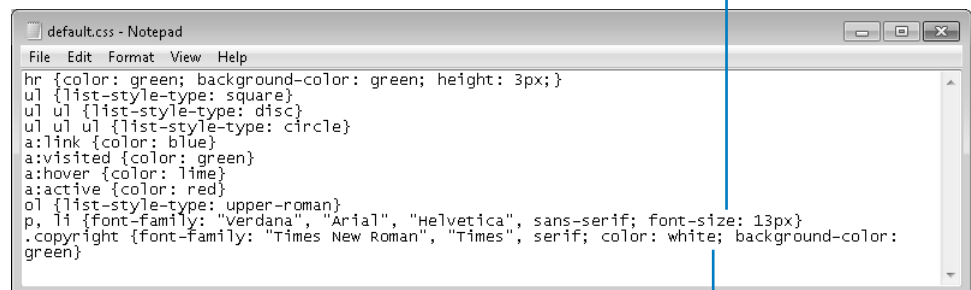 default.css - Notepad
File Edit Format View Help
hr {color: green; background-color: green; height: 3px;}
ul {list-style-type: square}
ul ul {list-style-type: disc}
ul ul ul {list-style-type: circle}
a:link {color: blue}
a:visited {color: green}
a:hover {color: lime}
a:active {color: red}
ol {list-style-type: upper-roman}
p, li {font-family: "Verdana", "Arial", "Helvetica", sans-serif; font-size: 13px}
.copyright {font-family: "Times New Roman", "Times", serif; color: white; background-color:
green}